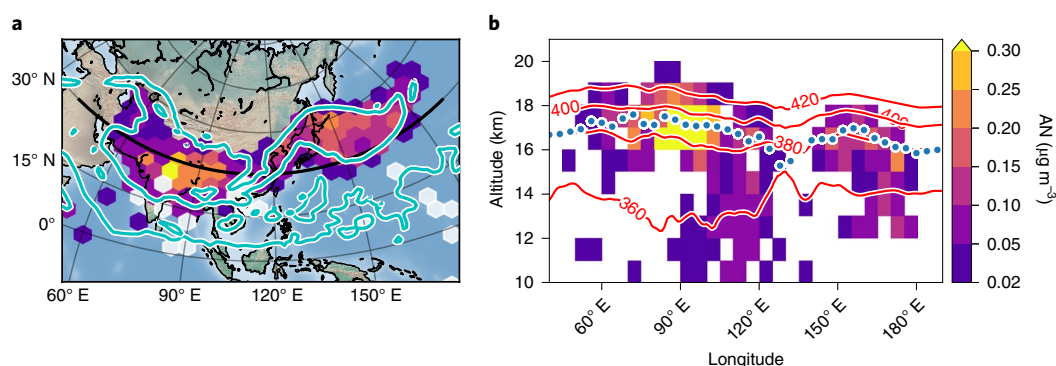 a
30° N
15° N
0°
60° E
90° E
120° E
150° E
b
Altitude (km)
20
18
16
14
12
10
400
420
400
380
360
60° E
90° E
120° E
150° E
180° E
Longitude
0.30
0.25
0.20
0.15
0.10
0.05
0.02
AN (μg m⁻³)